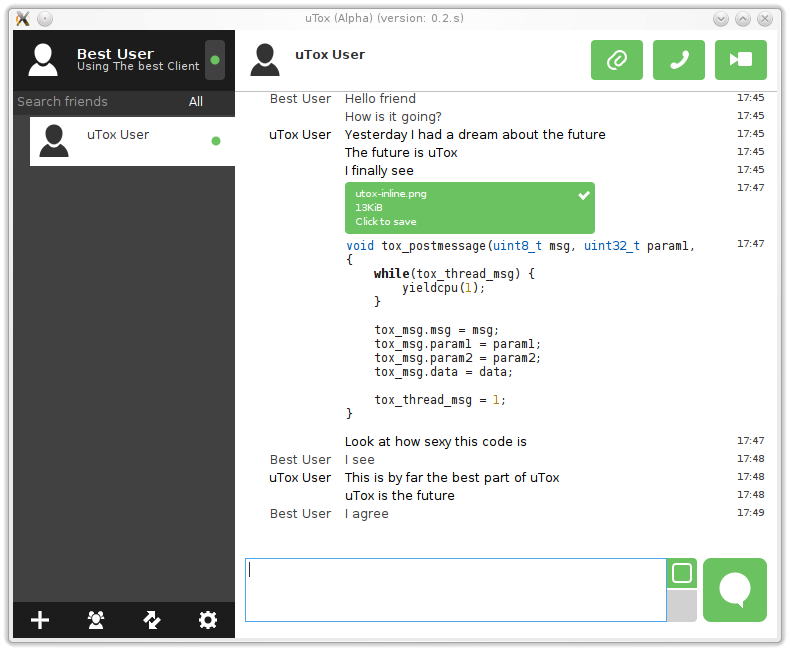 uTox (Alpha) (version: 0.2.s)
Best User
Using The best Client
Search friends All
uTox User
uTox User
Best User Hello friend 17:45
How is it going? 17:45
uTox User Yesterday I had a dream about the future 17:45
The future is uTox 17:45
I finally see 17:45
utox-inline.png 17:47
13KiB
Click to save
void tox_postmessage(uint8_t msg, uint32_t param1, 17:47
{
while(tox_thread_msg) {
yieldcpu(1);
}
tox_msg.msg = msg;
tox_msg.param1 = param1;
tox_msg.param2 = param2;
tox_msg.data = data;
tox_thread_msg = 1;
}
Look at how sexy this code is 17:47
Best User I see 17:48
uTox User This is by far the best part of uTox 17:48
uTox is the future 17:48
Best User I agree 17:49